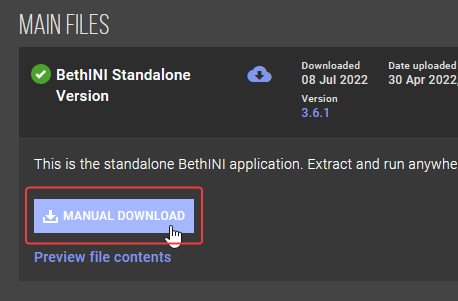 MAIN FILES
BethINI Standalone
Version
Downloaded
08 Jul 2022
Date uploaded
30 Apr 2022,
Version
3.6.1
This is the standalone BethINI application. Extract and run anywhe
MANUAL DOWNLOAD
Preview file contents